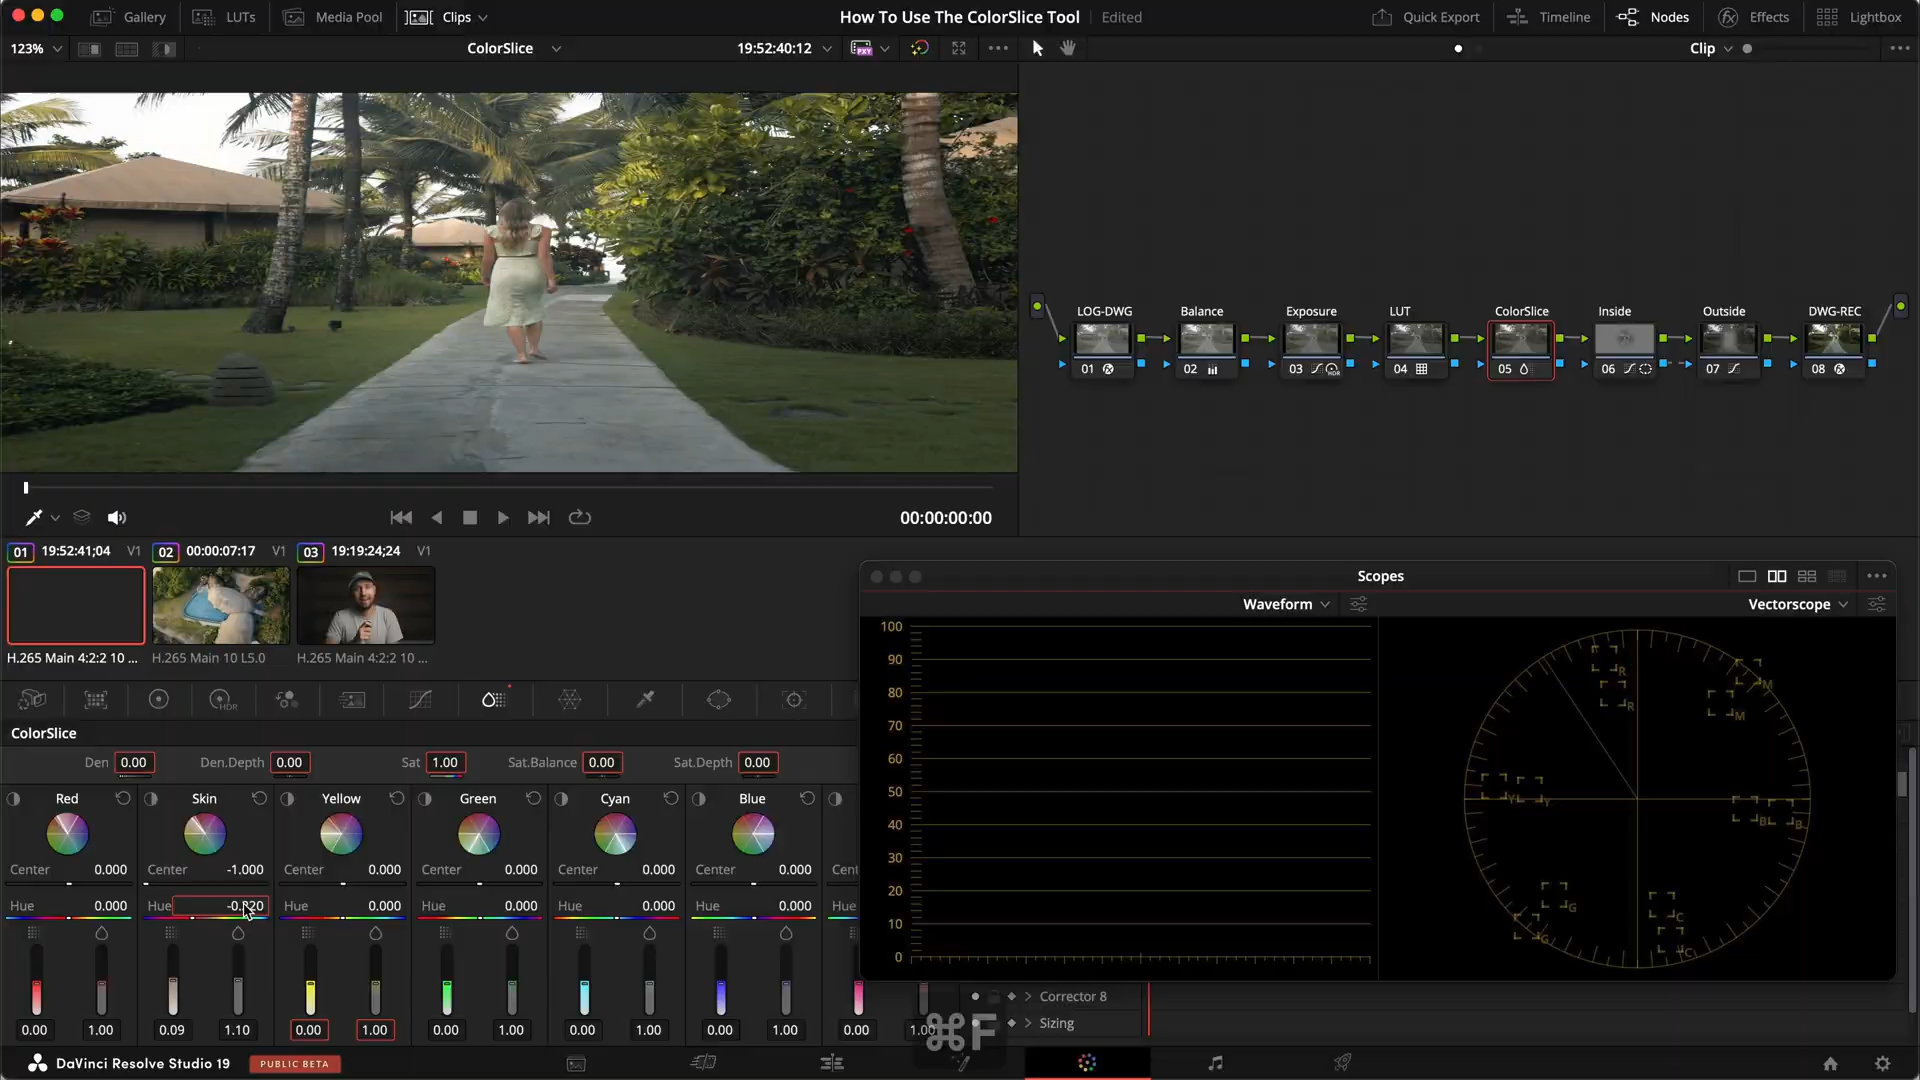 Gallery LUTs Media Pool Clips How To Use The ColorSlice Tool Edited Quick Export Timeline Nodes Effects Lightbox
123% ColorSlice 19:52:40:12 PXY Clip
LOG-DWG Balance Exposure LUT ColorSlice Inside Outside DWG-REC
01 02 03 HDR 04 05 06 07 08
00:00:00:00
01 19:52:41;04 V1 02 00:00:07:17 V1 03 19:19:24;24 V1
H.265 Main 4:2:2 10 ... H.265 Main 10 L5.0 H.265 Main 4:2:2 10 ...
Scopes
Waveform Vectorscope
100
90
80
70
60
50
40
30
20
10
0
R
R
M
M
Y Y
B B
G
G
C
C
HDR
ColorSlice
Den 0.00 Den.Depth 0.00 Sat 1.00 Sat.Balance 0.00 Sat.Depth 0.00
Red Skin Yellow Green Cyan Blue
Center 0.000 Center -1.000 Center 0.000 Center 0.000 Center 0.000 Center 0.000 Cente
Hue 0.000 Hue Hue 0.000 Hue 0.000 Hue 0.000 Hue 0.000 Hue
0.00 1.00 0.09 1.10 0.00 1.00 0.00 1.00 0.00 1.00 0.00 1.00 0.00 1.00
Corrector 8
Sizing
⌘F
DaVinci Resolve Studio 19 PUBLIC BETA